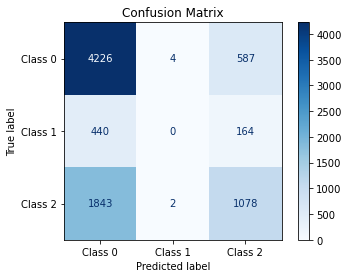 Confusion Matrix
Class 0 4226 4 587
Class 1 440 0 164
Class 2 1843 2 1078
Class 0 Class 1 Class 2
Predicted label
True label
4000
3500
3000
2500
2000
1500
1000
500
0